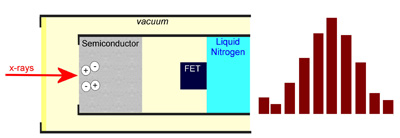 vacuum
Semiconductor
Liquid
Nitrogen
FET
x-rays
+ -
- +